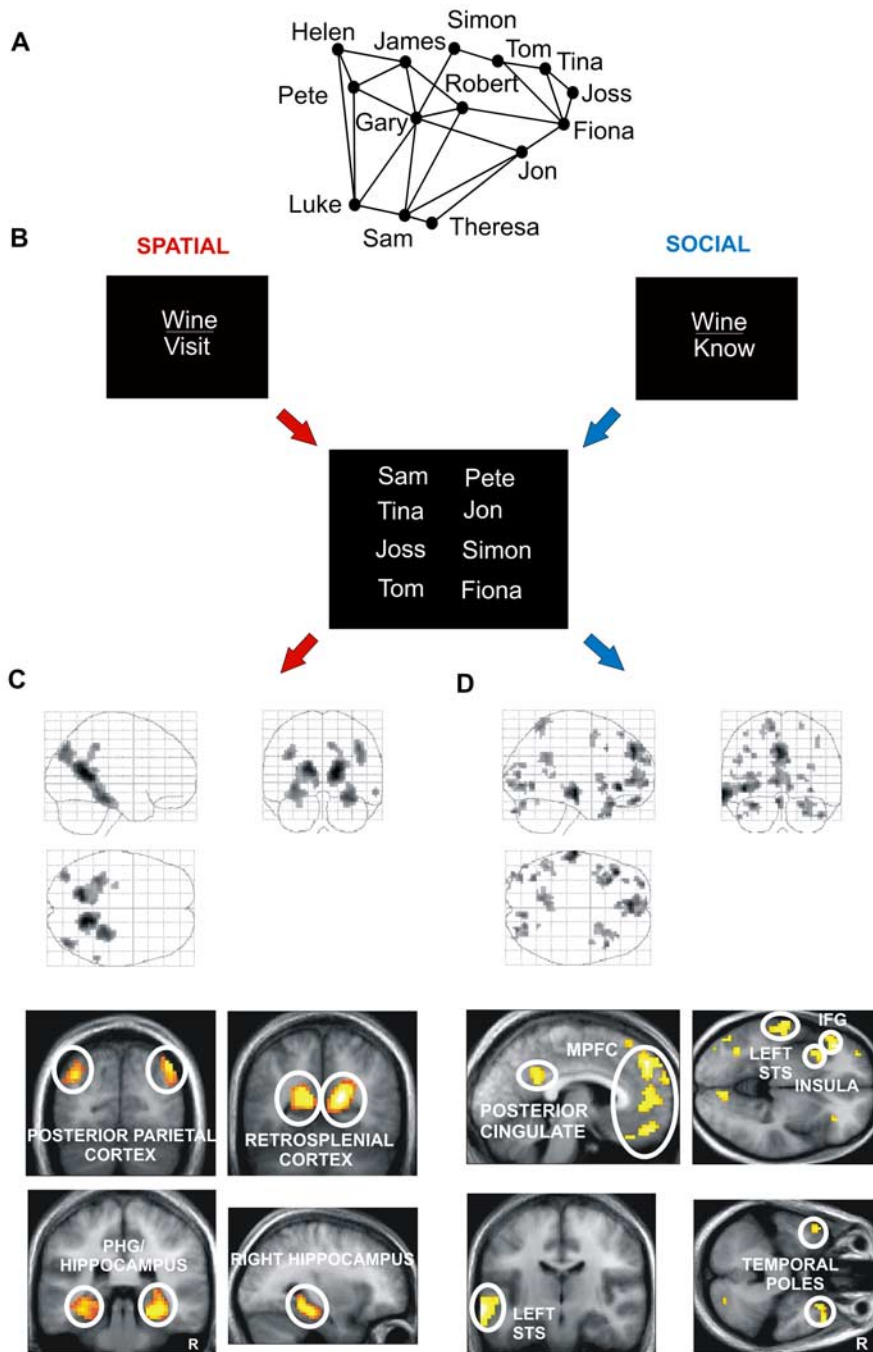 A
Simon
Helen
James
Tom
Tina
Pete
Robert
Joss
Gary
Fiona
Jon
Luke
Sam
Theresa
B
SPATIAL
SOCIAL
Wine
Visit
Wine
Know
Sam Pete
Tina Jon
Joss Simon
Tom Fiona
C
D
POSTERIOR PARIETAL
CORTEX
RETROSPLENIAL
CORTEX
PHG/
HIPPOCAMPUS
R
RIGHT HIPPOCAMPUS
MPFC
POSTERIOR
CINGULATE
IFG
LEFT
STS
INSULA
LEFT
STS
TEMPORAL
POLES
R